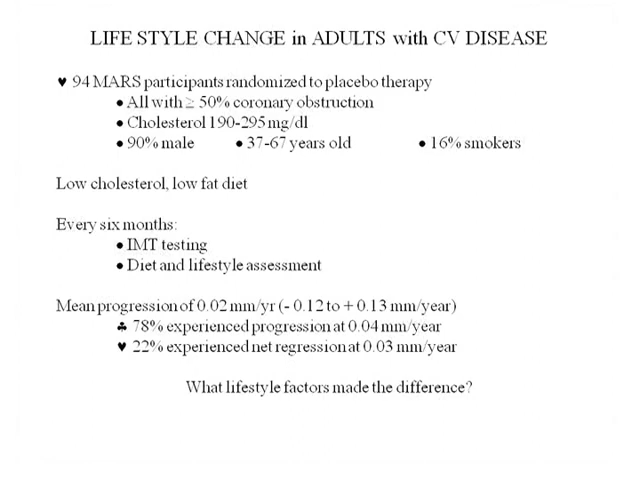 LIFE STYLE CHANGE in ADULTS with CV DISEASE
♥ 94 MARS participants randomized to placebo therapy
● All with ≥ 50% coronary obstruction
● Cholesterol 190-295 mg/dl
● 90% male ● 37-67 years old ● 16% smokers
Low cholesterol, low fat diet
Every six months:
● IMT testing
● Diet and lifestyle assessment
Mean progression of 0.02 mm/yr (- 0.12 to + 0.13 mm/year)
♣ 78% experienced progression at 0.04 mm/year
♥ 22% experienced net regression at 0.03 mm/year
What lifestyle factors made the difference?